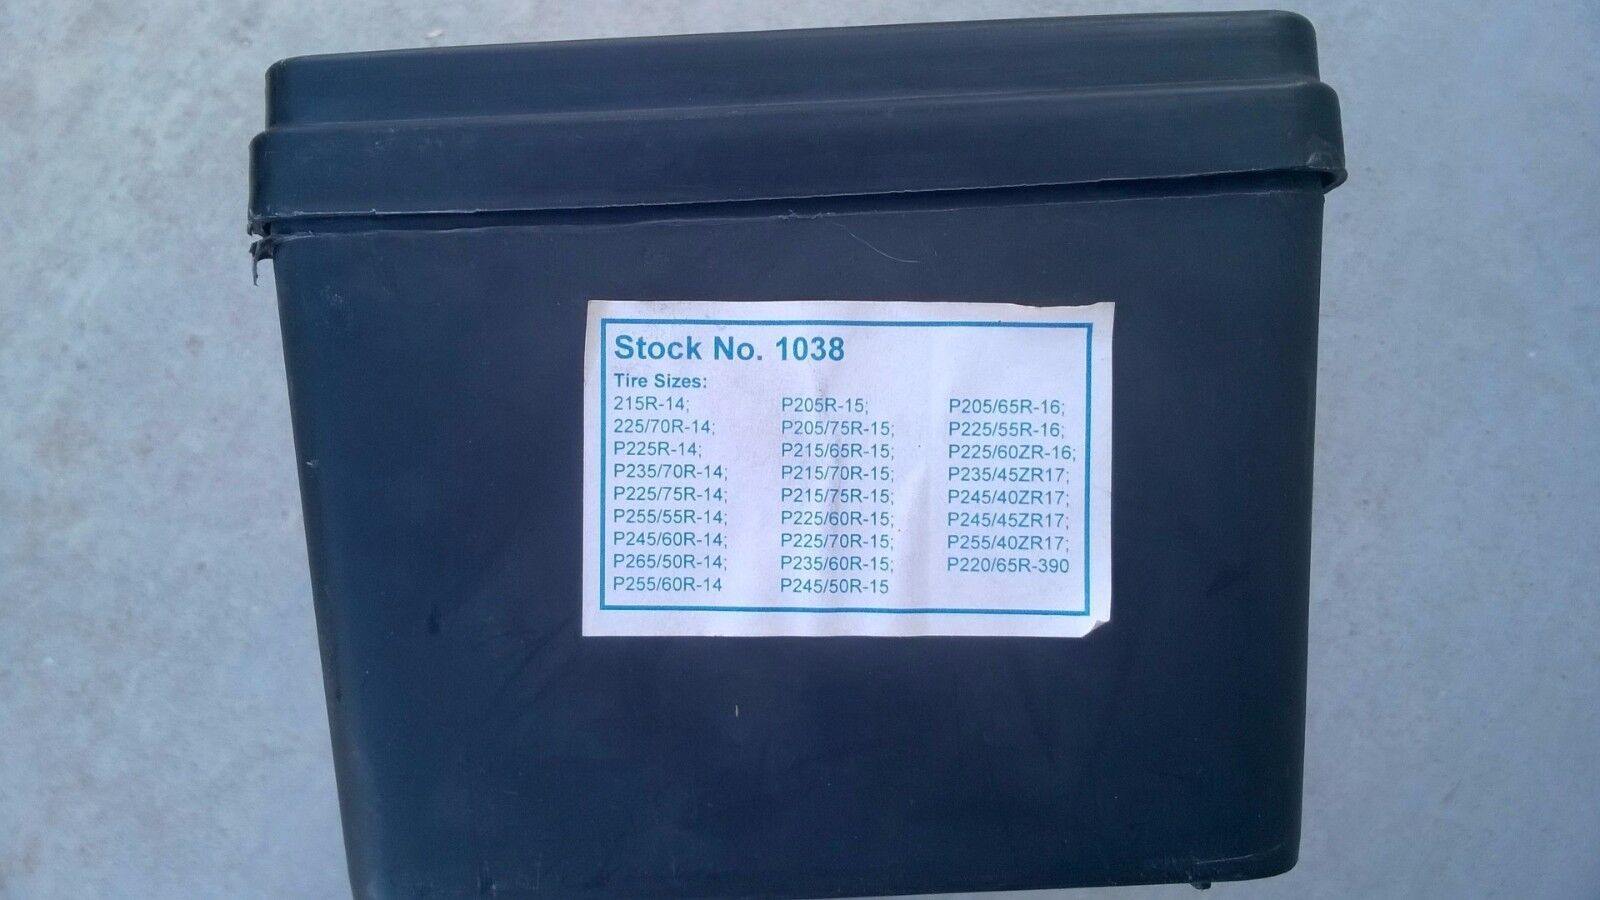 Stock No. 1038
Tire Sizes:
215R-14;
225/70R-14;
P225R-14;
P235/70R-14;
P225/75R-14;
P255/55R-14;
P245/60R-14;
P265/50R-14;
P255/60R-14
P205R-15;
P205/75R-15;
P215/65R-15;
P215/70R-15;
P215/75R-15;
P225/60R-15;
P225/70R-15;
P235/60R-15;
P245/50R-15
P205/65R-16;
P225/55R-16;
P225/60ZR-16;
P235/45ZR17;
P245/40ZR17;
P245/45ZR17;
P255/40ZR17;
P220/65R-390